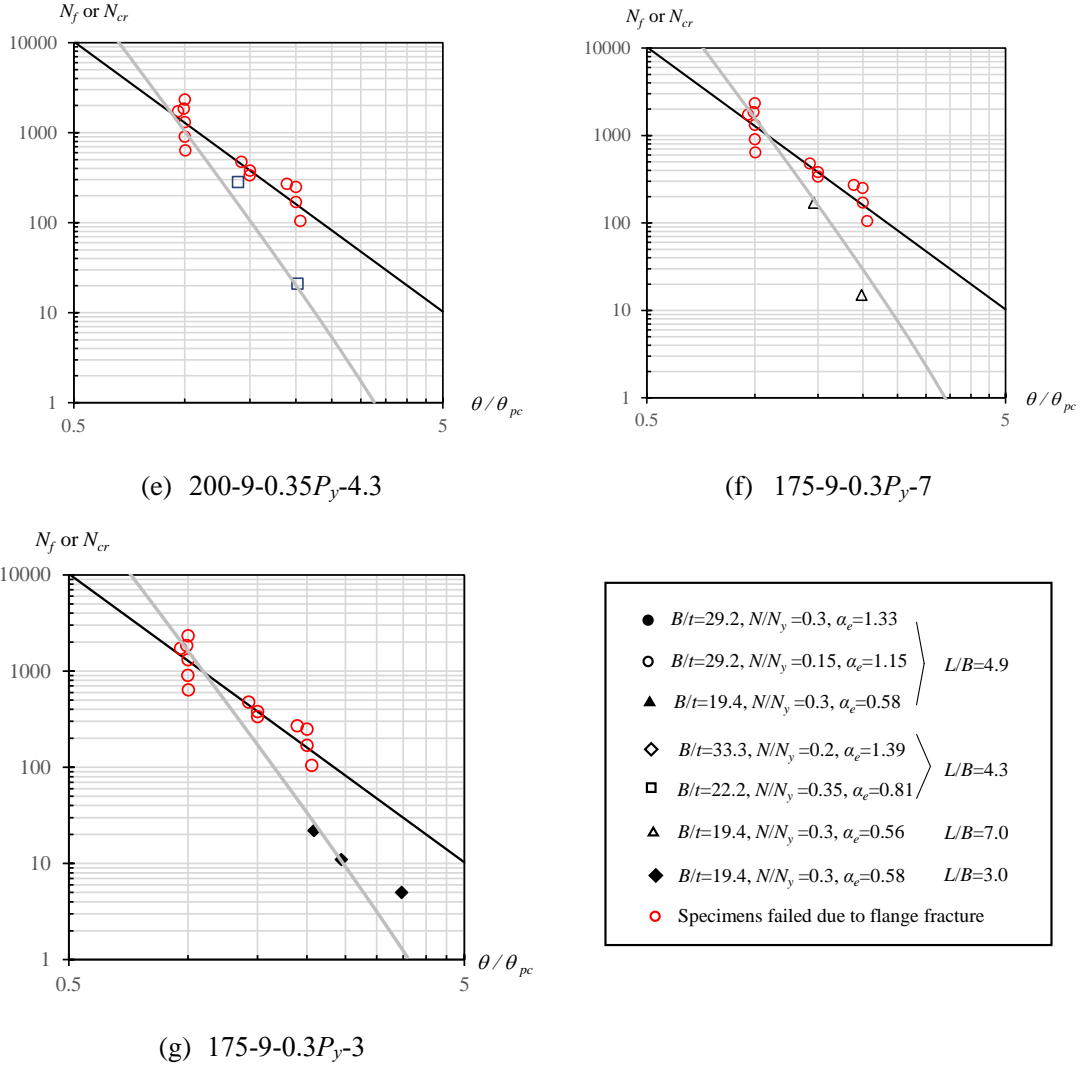 N_f or N_cr
10000
1000
100
10
1
0.5
5
θ / θ_pc
(e) 200-9-0.35P_y-4.3
N_f or N_cr
10000
1000
100
10
1
0.5
5
θ / θ_pc
(f) 175-9-0.3P_y-7
N_f or N_cr
10000
1000
100
10
1
0.5
5
θ / θ_pc
(g) 175-9-0.3P_y-3
B/t=29.2, N/N_y =0.3, α_e=1.33
B/t=29.2, N/N_y =0.15, α_e=1.15
L/B=4.9
B/t=19.4, N/N_y =0.3, α_e=0.58
B/t=33.3, N/N_y =0.2, α_e=1.39
L/B=4.3
B/t=22.2, N/N_y =0.35, α_e=0.81
B/t=19.4, N/N_y =0.3, α_e=0.56 L/B=7.0
B/t=19.4, N/N_y =0.3, α_e=0.58 L/B=3.0
Specimens failed due to flange fracture